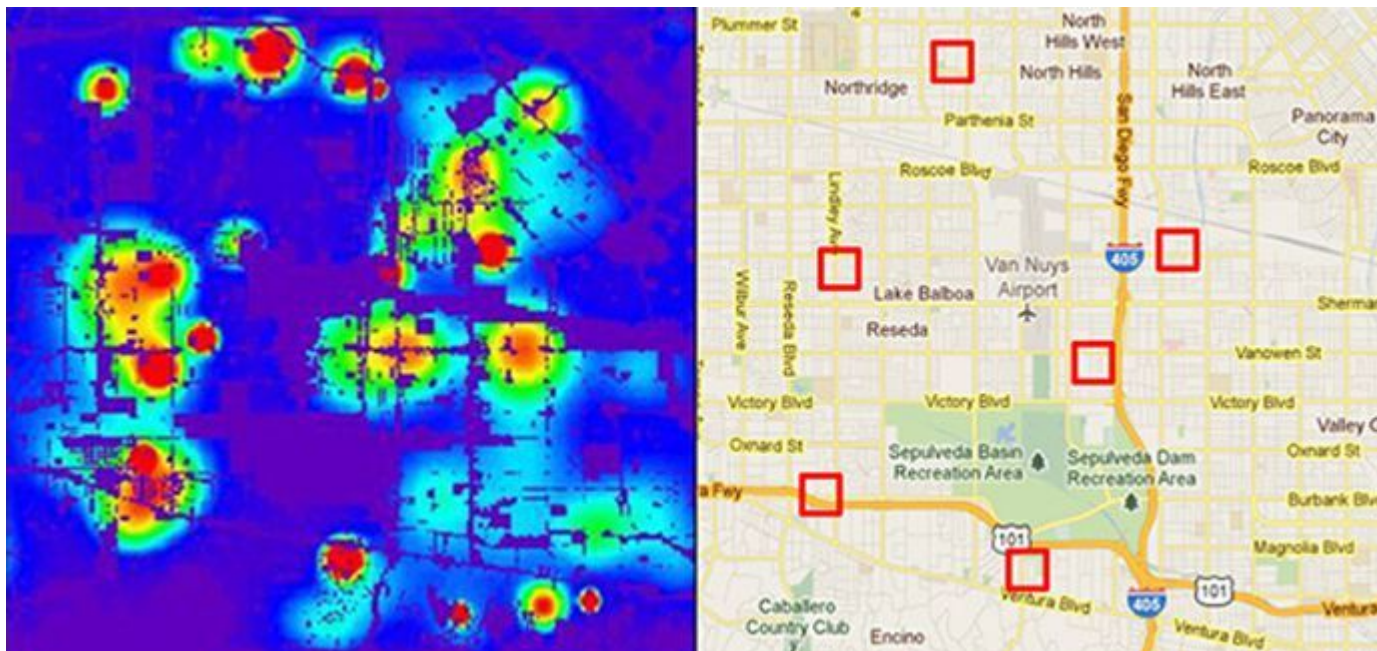 Plummer St
North
Hills West
North Hills
North
Hills East
Northridge
Panorama
City
Parthenia St
San Diego Fwy
Roscoe Blvd
Roscoe Blvd
Lindley Av
405
Van Nuys
Airport
Wilbur Ave
Reseda Blvd
Lake Balboa
Reseda
Sherman
Vanowen St
Victory Blvd
Victory Blvd
Victory Blvd
Valley
Oxnard St
Oxnard St
Sepulveda Basin
Recreation Area
Sepulveda Dam
Recreation Area
a Fwy
Burbank Blv
101
Magnolia Blvd
101
Ventura Blvd
405
Ventura
Ventura Blvd
Caballero
Country Club
Encino